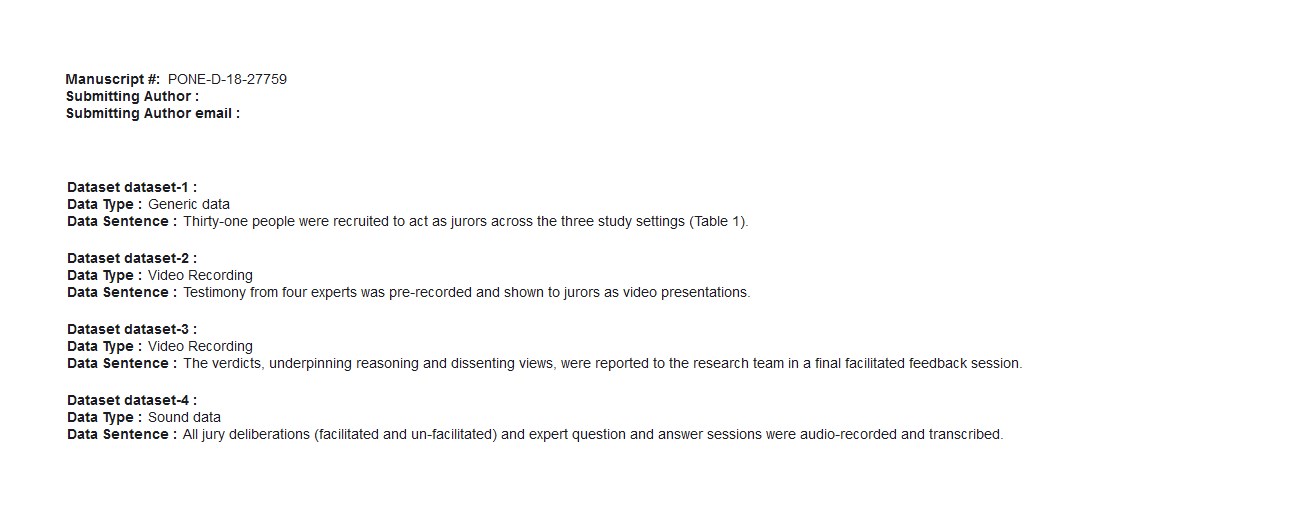 Manuscript #: PONE-D-18-27759
Submitting Author :
Submitting Author email :
Dataset dataset-1 :
Data Type : Generic data
Data Sentence : Thirty-one people were recruited to act as jurors across the three study settings (Table 1).
Dataset dataset-2 :
Data Type : Video Recording
Data Sentence : Testimony from four experts was pre-recorded and shown to jurors as video presentations.
Dataset dataset-3 :
Data Type : Video Recording
Data Sentence : The verdicts, underpinning reasoning and dissenting views, were reported to the research team in a final facilitated feedback session.
Dataset dataset-4 :
Data Type : Sound data
Data Sentence : All jury deliberations (facilitated and un-facilitated) and expert question and answer sessions were audio-recorded and transcribed.